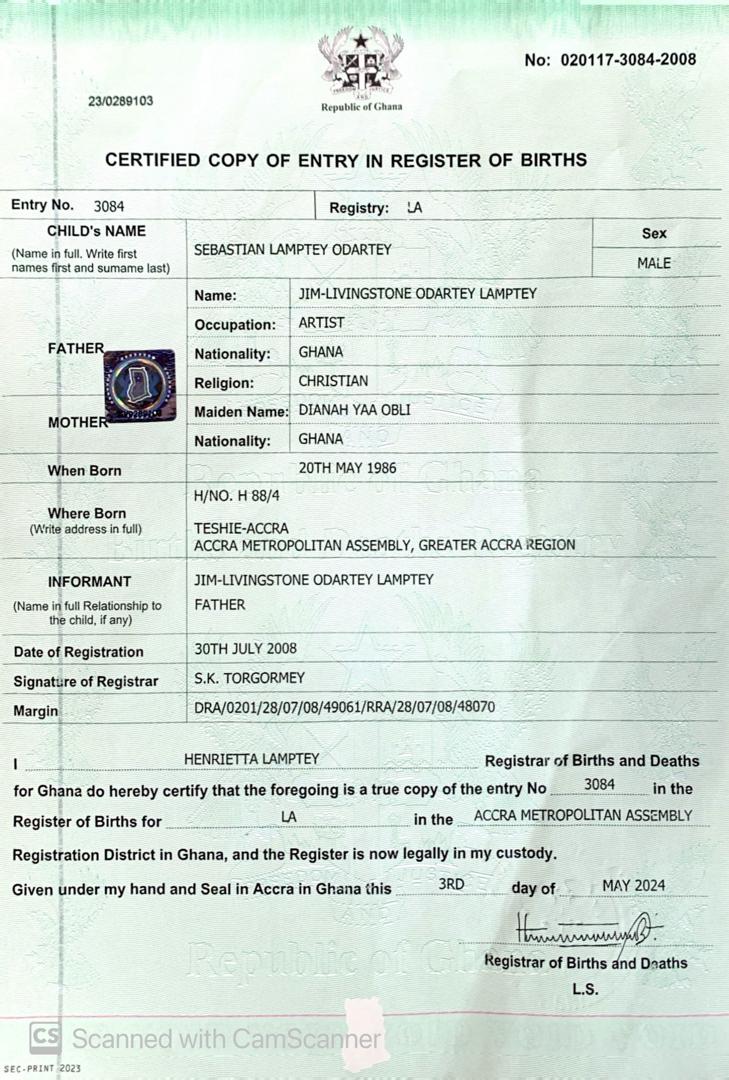 No: 020117-3084-2008
23/0289103
Republic of Ghana
CERTIFIED COPY OF ENTRY IN REGISTER OF BIRTHS
Entry No. 3084 Registry: LA
CHILD's NAME
(Name in full. Write first
names first and surname last)
SEBASTIAN LAMPTEY ODARTEY
Sex
MALE
FATHER
Name: JIM-LIVINGSTONE ODARTEY LAMPTEY
Occupation: ARTIST
Nationality: GHANA
Religion: CHRISTIAN
MOTHER
Maiden Name: DIANAH YAA OBLI
Nationality: GHANA
When Born 20TH MAY 1986
Where Born
(Write address in full)
H/NO. H 88/4
TESHIE-ACCRA
ACCRA METROPOLITAN ASSEMBLY, GREATER ACCRA REGION
INFORMANT
(Name in full Relationship to
the child, if any)
JIM-LIVINGSTONE ODARTEY LAMPTEY
FATHER
Date of Registration 30TH JULY 2008
Signature of Registrar S.K. TORGORMEY
Margin DRA/0201/28/07/08/49061/RRA/28/07/08/48070
I HENRIETTA LAMPTEY Registrar of Births and Deaths
for Ghana do hereby certify that the foregoing is a true copy of the entry No 3084 in the
Register of Births for LA in the ACCRA METROPOLITAN ASSEMBLY
Registration District in Ghana, and the Register is now legally in my custody.
Given under my hand and Seal in Accra in Ghana this 3RD day of MAY 2024
Registrar of Births and Deaths
L.S.
Republic of Ghana
CS Scanned with CamScanner
SEC-PRINT 2023